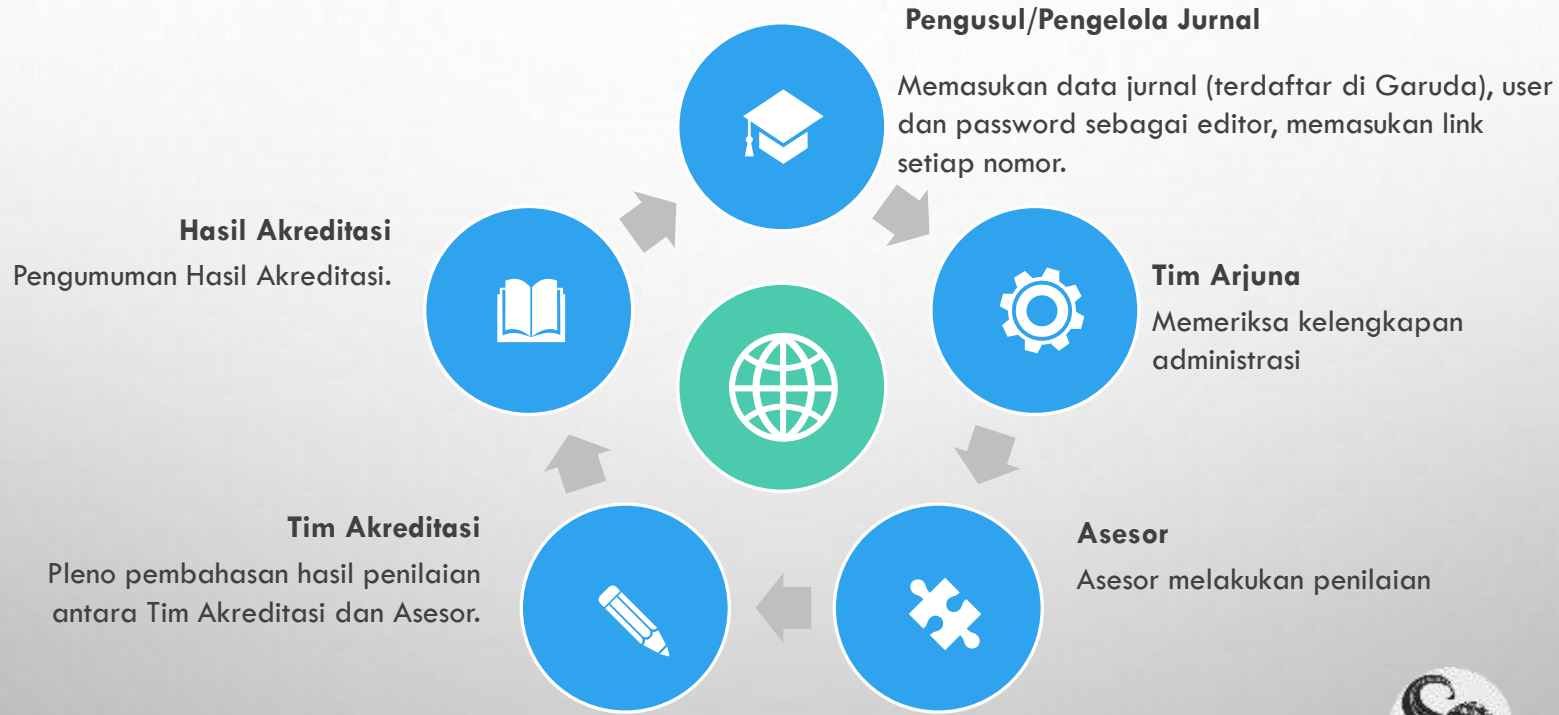 Pengusul/Pengelola Jurnal
Memasukan data jurnal (terdaftar di Garuda), user
dan password sebagai editor, memasukan link
setiap nomor.
Tim Arjuna
Memeriksa kelengkapan
administrasi
Asesor
Asesor melakukan penilaian
Tim Akreditasi
Pleno pembahasan hasil penilaian
antara Tim Akreditasi dan Asesor.
Hasil Akreditasi
Pengumuman Hasil Akreditasi.